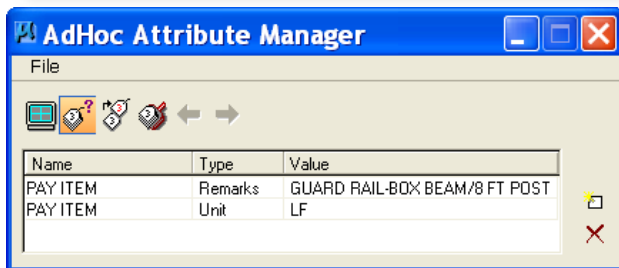 AdHoc Attribute Manager
File
Name Type Value
PAY ITEM Remarks GUARD RAIL-BOX BEAM/8 FT POST
PAY ITEM Unit LF